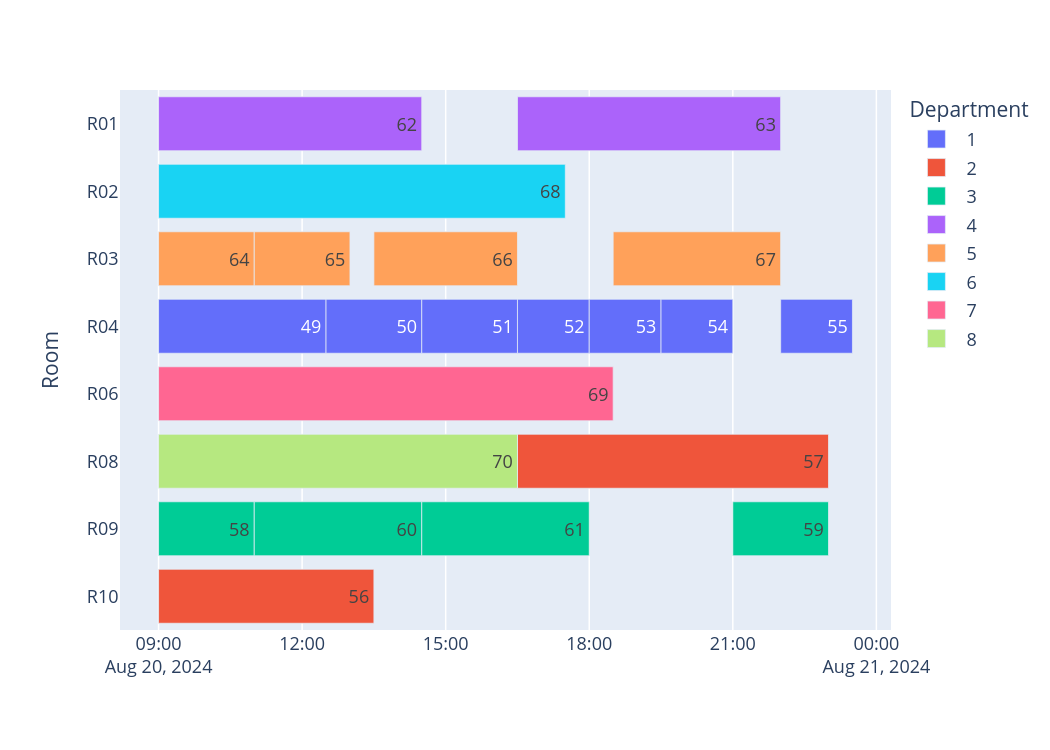 Department
1
2
3
4
5
6
7
8
Room
R01 62 63
R02 68
R03 64 65 66 67
R04 49 50 51 52 53 54 55
R06 69
R08 70 57
R09 58 60 61 59
R10 56
09:00 12:00 15:00 18:00 21:00 00:00
Aug 20, 2024 Aug 21, 2024